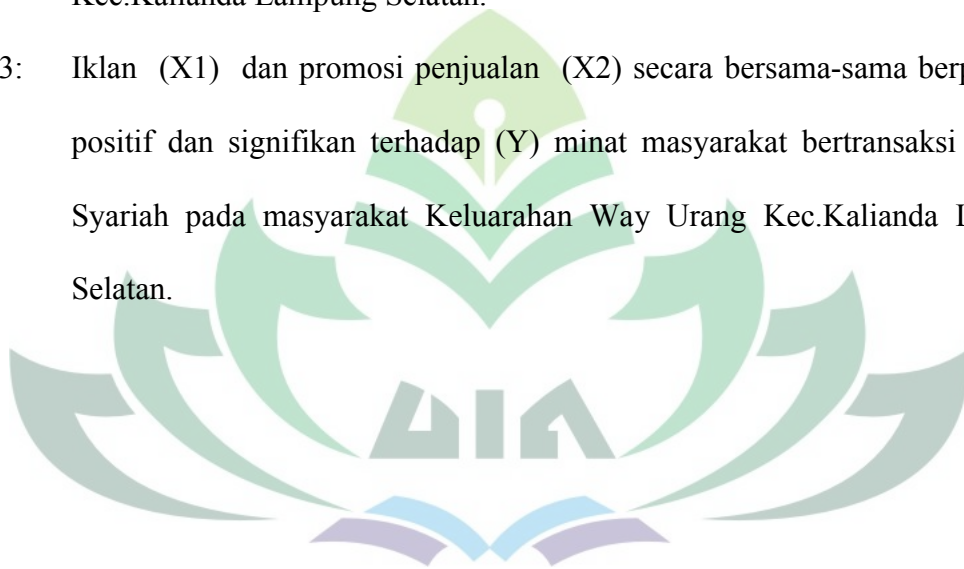 Kec.Kalianda Lampung Selatan.
3: Iklan (X1) dan promosi penjualan (X2) secara bersama-sama
positif dan signifikan terhadap (Y) minat masyarakat bertransaksi
Syariah pada masyarakat Keluarahan Way Urang Kec.Kalianda
Selatan.
UIN